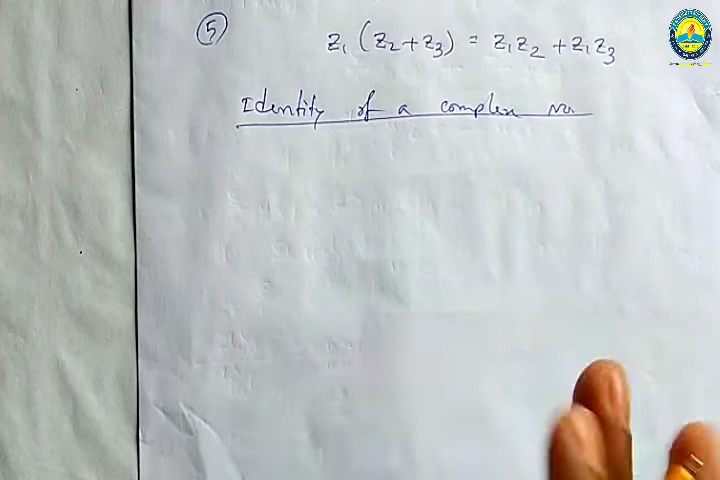 (5) z₁ (z₂+z₃) = z₁z₂ + z₁z₃
Identity of a complex no.